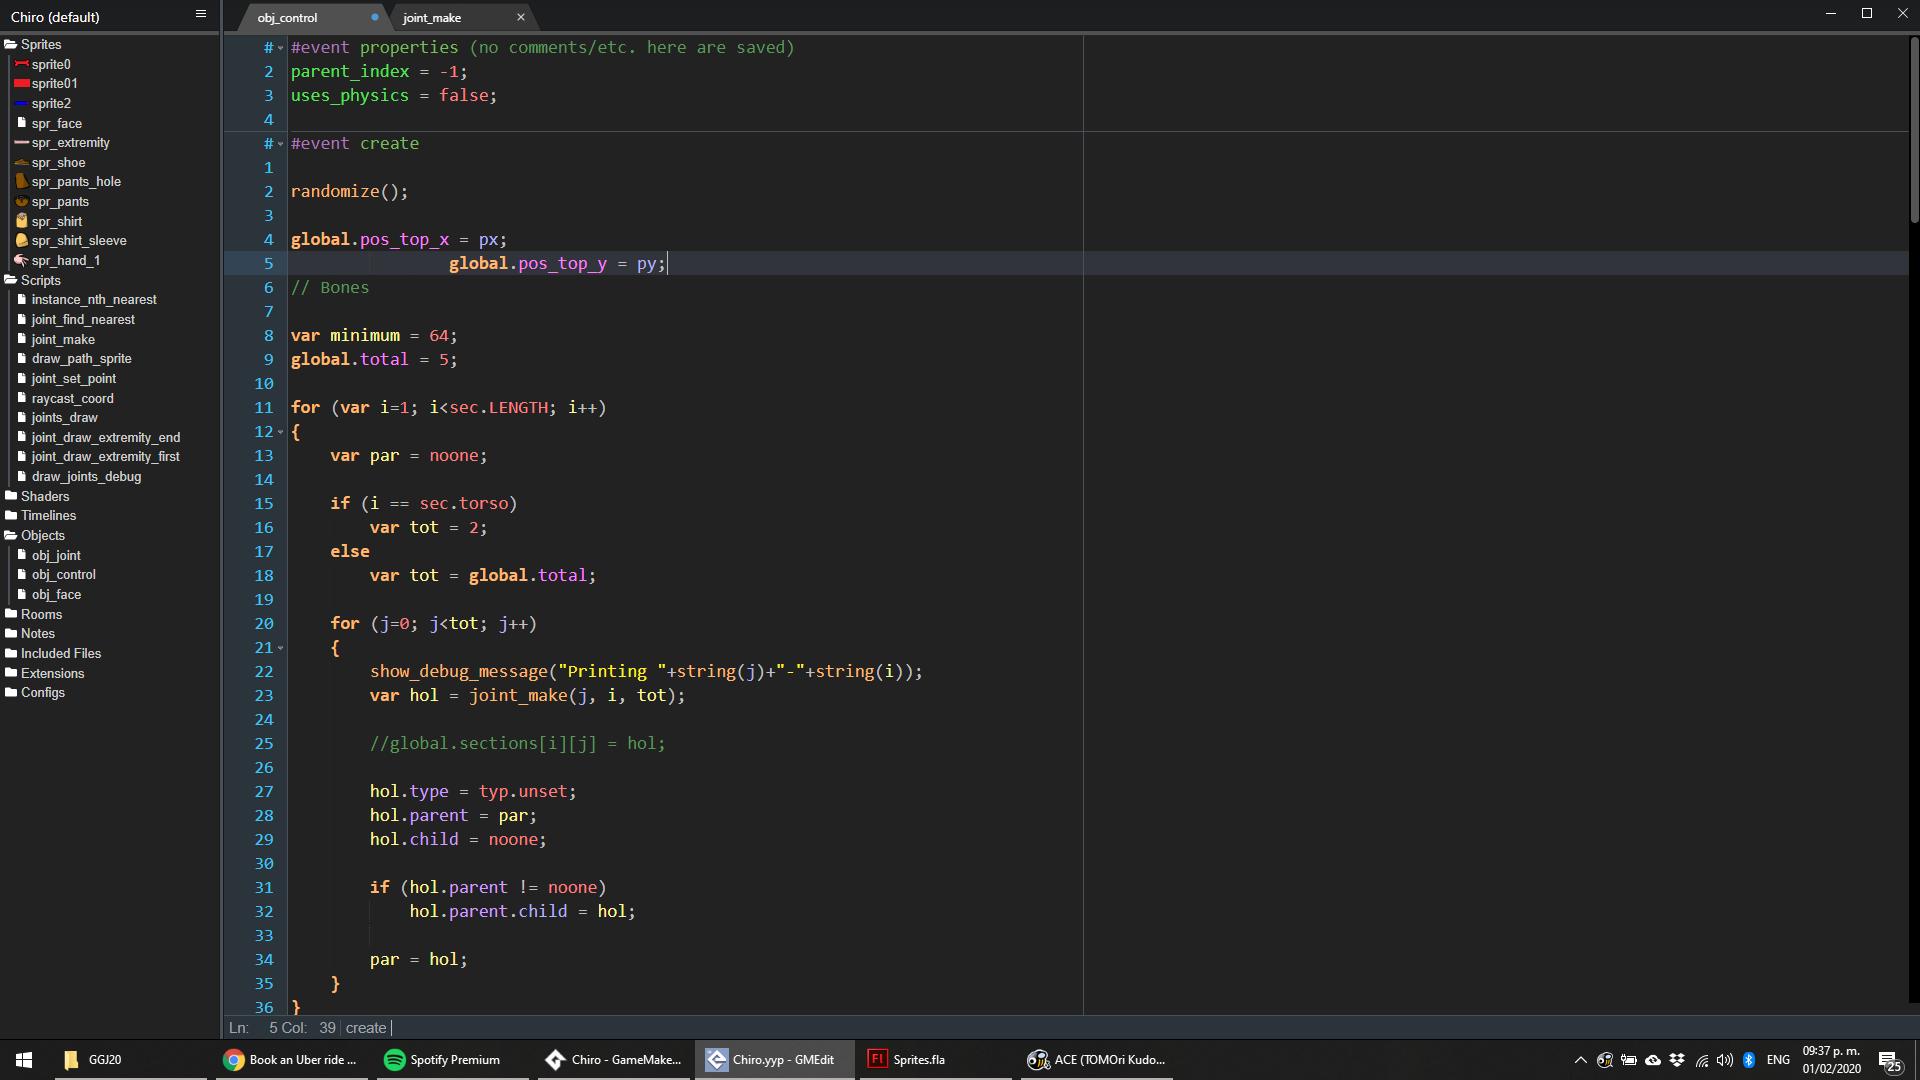 Chiro (default)
obj_control
joint_make
Sprites
sprite0
sprite01
sprite2
spr_face
spr_extremity
spr_shoe
spr_pants_hole
spr_pants
spr_shirt
spr_shirt_sleeve
spr_hand_1
Scripts
instance_nth_nearest
joint_find_nearest
joint_make
draw_path_sprite
joint_set_point
raycast_coord
joints_draw
joint_draw_extremity_end
joint_draw_extremity_first
draw_joints_debug
Shaders
Timelines
Objects
obj_joint
obj_control
obj_face
Rooms
Notes
Included Files
Extensions
Configs
# #event properties (no comments/etc. here are saved)
2 parent_index = -1;
3 uses_physics = false;
4
# #event create
1
2 randomize();
3
4 global.pos_top_x = px;
5 global.pos_top_y = py;
6 // Bones
7
8 var minimum = 64;
9 global.total = 5;
10
11 for (var i=1; i<sec.LENGTH; i++)
12 {
13 var par = noone;
14
15 if (i == sec.torso)
16 var tot = 2;
17 else
18 var tot = global.total;
19
20 for (j=0; j<tot; j++)
21 {
22 show_debug_message("Printing "+string(j)+"-"+string(i));
23 var hol = joint_make(j, i, tot);
24
25 //global.sections[i][j] = hol;
26
27 hol.type = typ.unset;
28 hol.parent = par;
29 hol.child = noone;
30
31 if (hol.parent != noone)
32 hol.parent.child = hol;
33
34 par = hol;
35 }
36 }
Ln: 5 Col: 39 create
GGJ20
Book an Uber ride ...
Spotify Premium
Chiro - GameMake...
Chiro.yyp - GMEdit
Fl Sprites.fla
ACE (TOMOri Kudo...
ENG
09:37 p. m.
01/02/2020
25